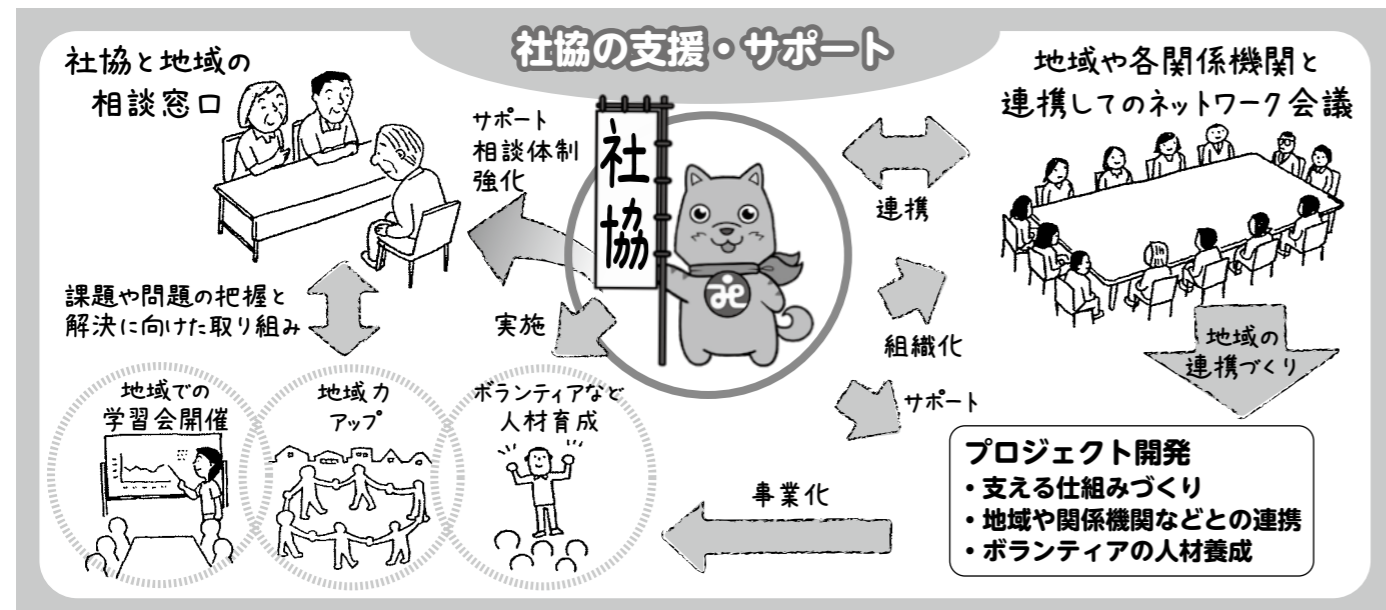 社協の支援・サポート
社協と地域の
相談窓口
サポート
相談体制
強化
社協
連携
地域や各関係機関と
連携してのネットワーク会議
課題や問題の把握と
解決に向けた取り組み
実施
組織化
サポート
地域の
連携づくり
地域での
学習会開催
地域力
アップ
ボランティアなど
人材育成
事業化
プロジェクト開発
・支える仕組みづくり
・地域や関係機関などとの連携
・ボランティアの人材養成